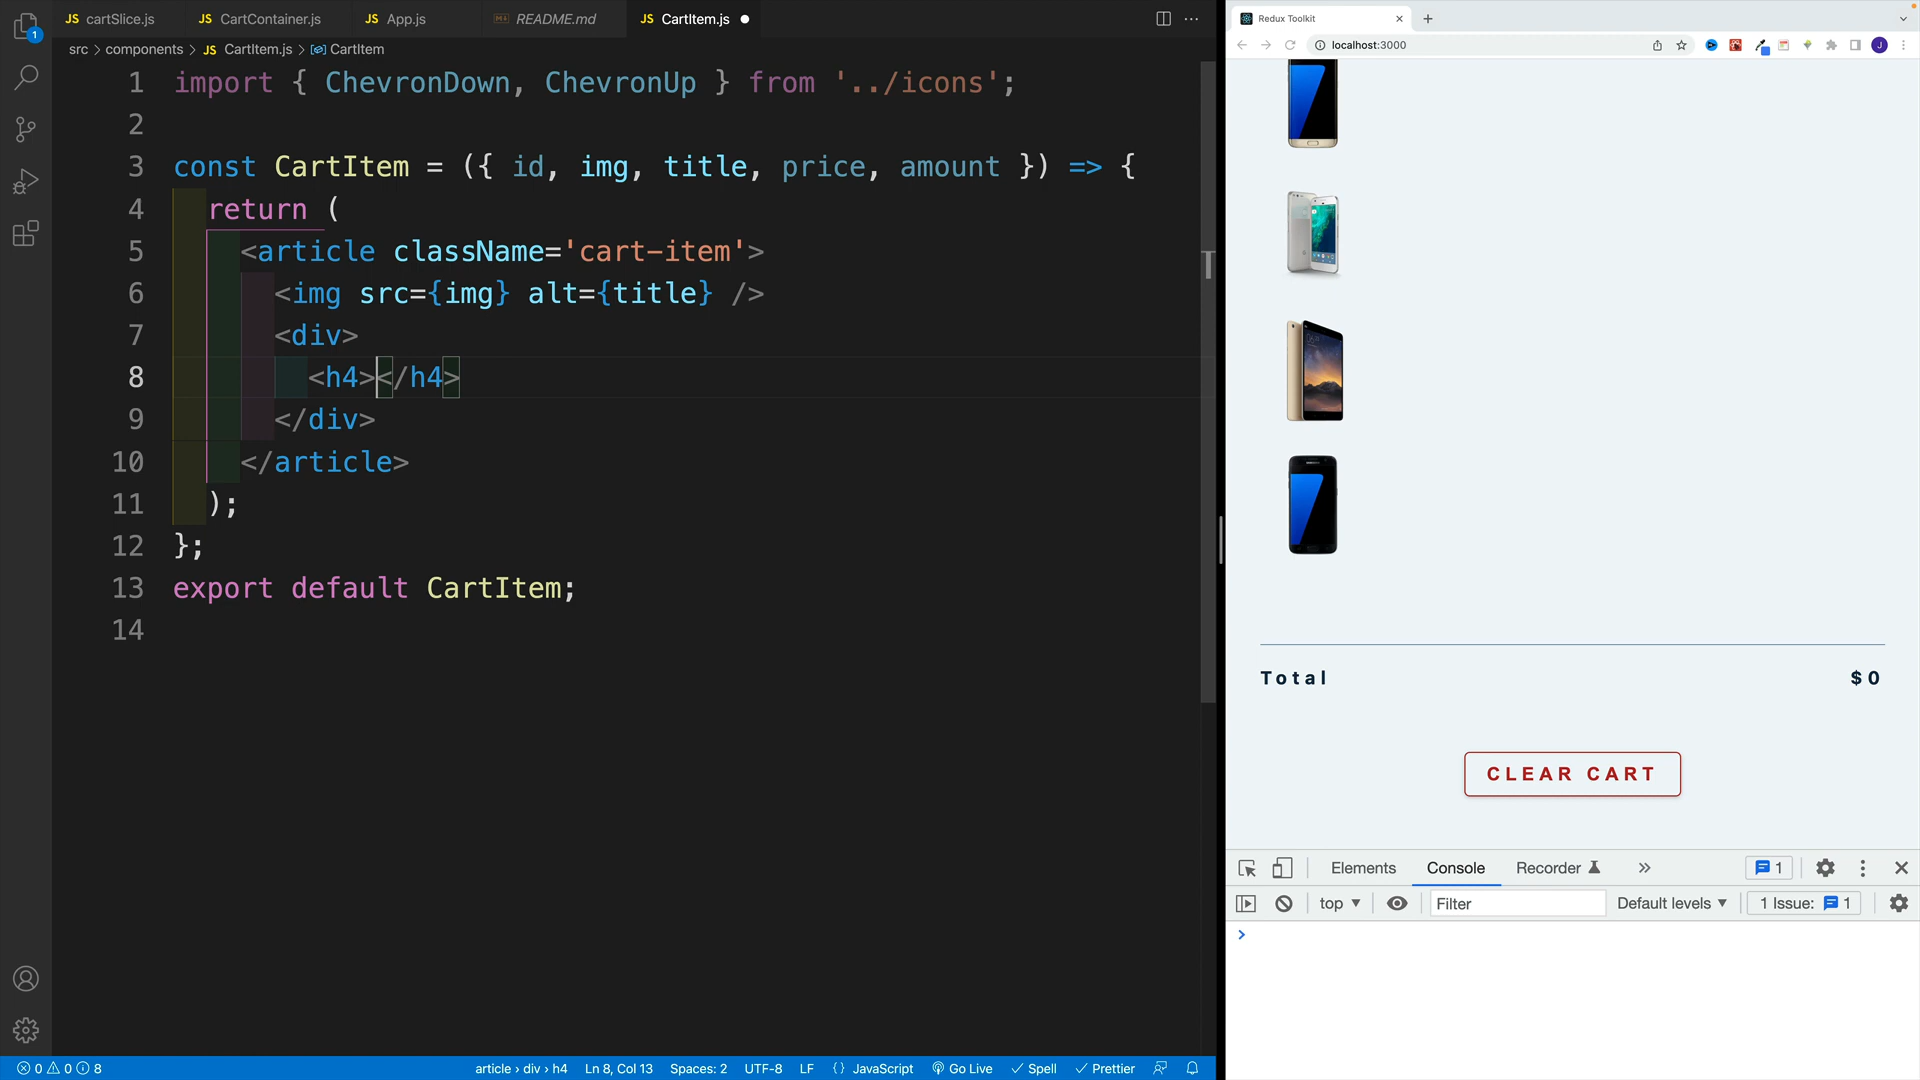 JS cartSlice.js JS CartContainer.js JS App.js README.md JS CartItem.js
src > components > JS CartItem.js > CartItem
1 import { ChevronDown, ChevronUp } from '../icons';
2
3 const CartItem = ({ id, img, title, price, amount }) => {
4 return (
5 <article className='cart-item'>
6 <img src={img} alt={title} />
7 <div>
8 <h4></h4>
9 </div>
10 </article>
11 );
12 };
13 export default CartItem;
14
1
0 0 8 article › div › h4 Ln 8, Col 13 Spaces: 2 UTF-8 LF {} JavaScript Go Live Spell Prettier
Redux Toolkit
localhost:3000
J
Total $0
CLEAR CART
Elements Console Recorder 1
top Filter Default levels 1 Issue: 1